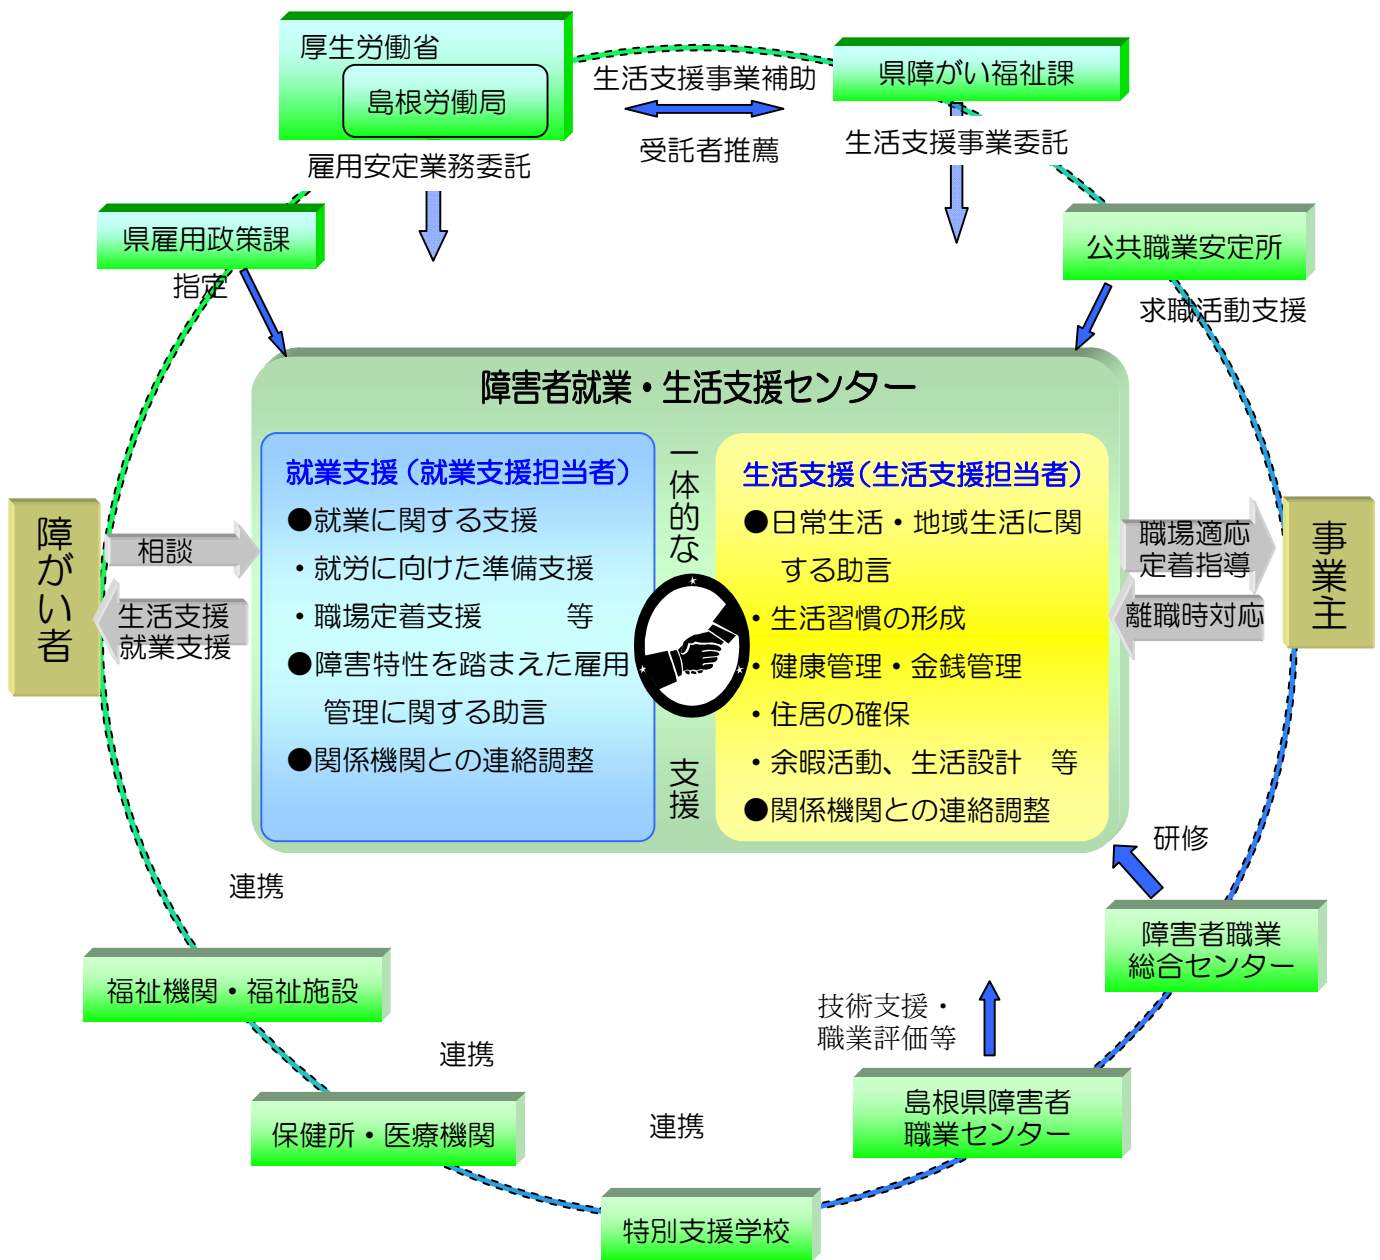 厚生労働省
島根労働局
生活支援事業補助
受託者推薦
県障がい福祉課
雇用安定業務委託
生活支援事業委託
県雇用政策課
指定
公共職業安定所
求職活動支援
障害者就業・生活支援センター
就業支援（就業支援担当者）
●就業に関する支援
・就労に向けた準備支援
・職場定着支援　　　等
●障害特性を踏まえた雇用
管理に関する助言
●関係機関との連絡調整
一体的な
支援
生活支援（生活支援担当者）
●日常生活・地域生活に関
する助言
・生活習慣の形成
・健康管理・金銭管理
・住居の確保
・余暇活動、生活設計　等
●関係機関との連絡調整
障がい者
相談
生活支援
就業支援
職場適応
定着指導
離職時対応
事業主
研修
連携
障害者職業
総合センター
福祉機関・福祉施設
技術支援・
職業評価等
連携
島根県障害者
職業センター
保健所・医療機関
連携
特別支援学校